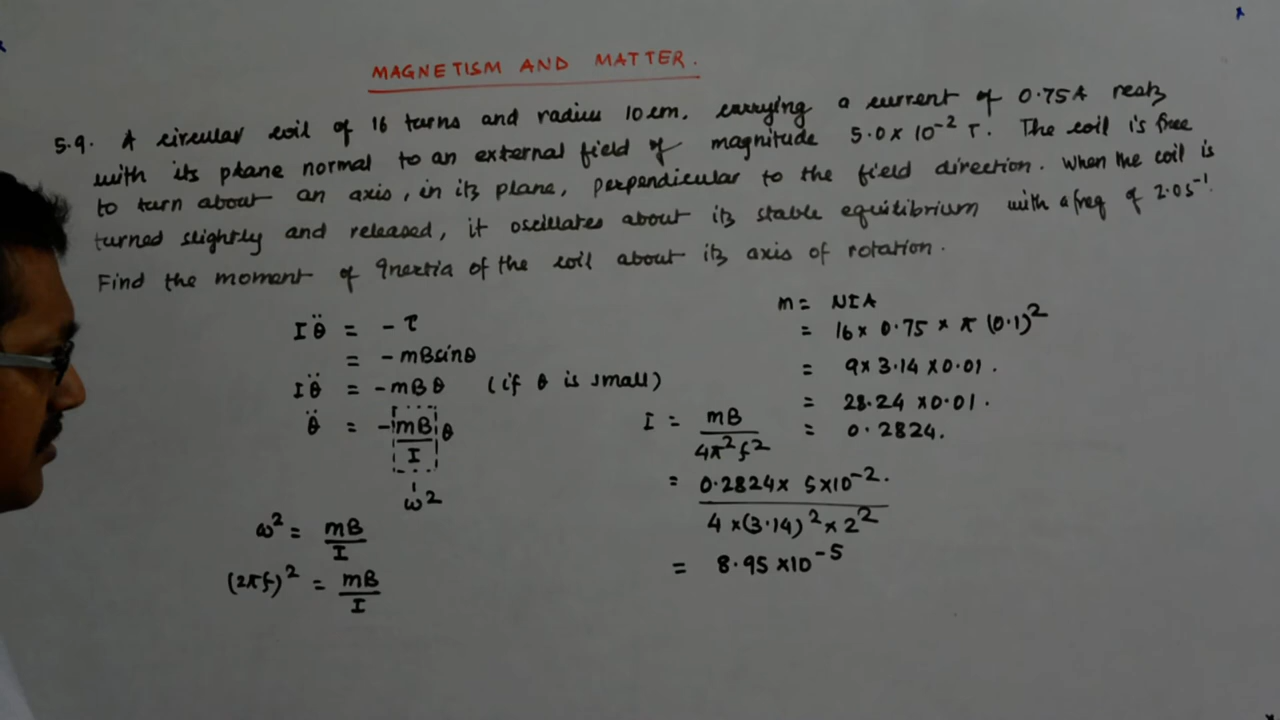 MAGNETISM AND MATTER.
5.9. A circular coil of 16 turns and radius 10 cm. carrying a current of 0.75A rests
with its plane normal to an external field of magnitude 5.0 x 10⁻² T. The coil is free
to turn about an axis, in its plane, perpendicular to the field direction. When the coil is
turned slightly and released, it oscillates about its stable equilibrium with a freq of 2.0 s⁻¹.
Find the moment of Inertia of the coil about its axis of rotation.
Iθ̈ = - τ
= - mBsinθ
Iθ̈ = - mBθ (if θ is small)
θ̈ = - mB/I θ
ω²
ω² = mB/I
(2πf)² = mB/I
m = NIA
= 16 x 0.75 x π (0.1)²
= 9 x 3.14 x 0.01.
= 28.24 x 0.01.
= 0.2824.
I = mB/4π²f²
= 0.2824 x 5x10⁻²./4 x (3.14)² x 2²
= 8.95 x10⁻⁵